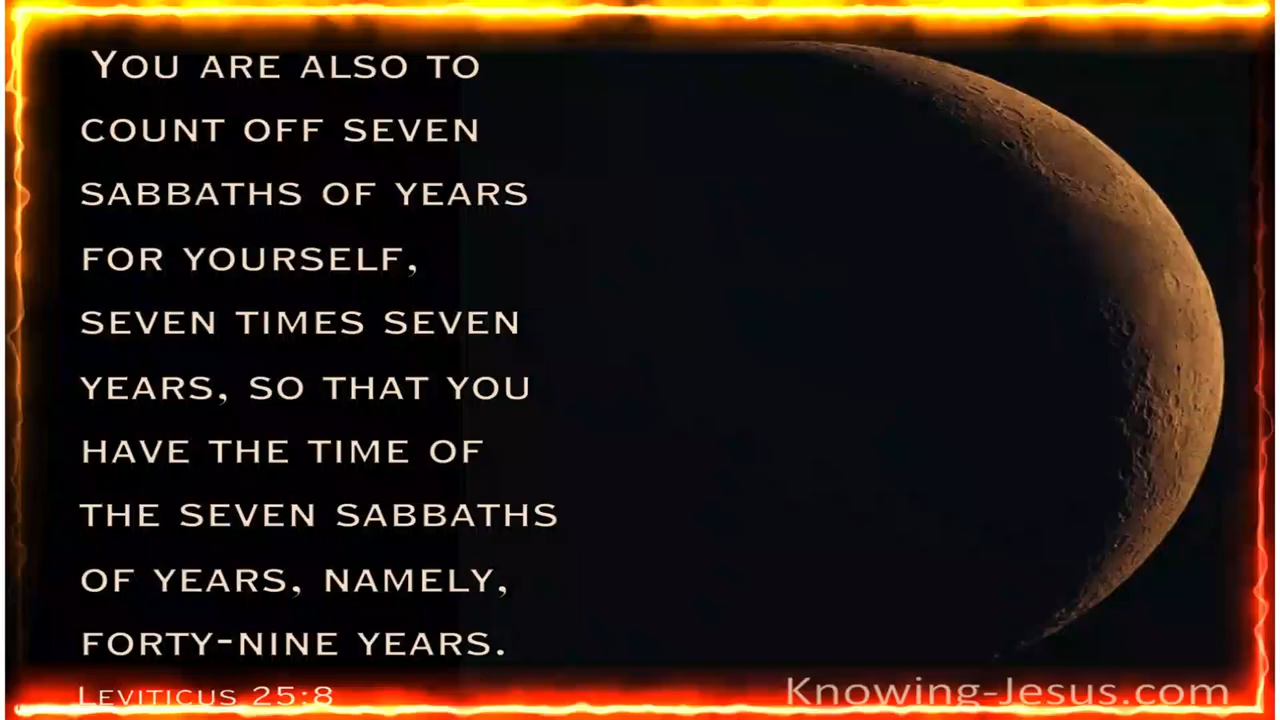 You are also to
count off seven
sabbaths of years
for yourself,
seven times seven
years, so that you
have the time of
the seven sabbaths
of years, namely,
forty-nine years.
Leviticus 25:8
Knowing-Jesus.com